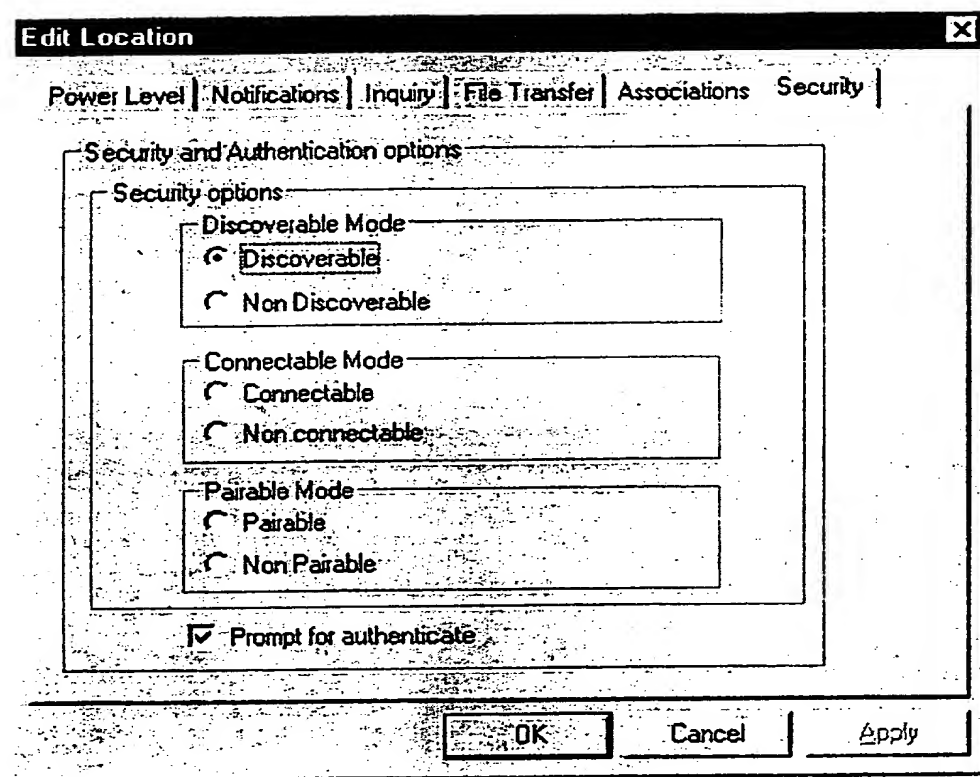 Edit Location
Power Level Notifications Inquiry File Transfer Associations Security
Security and Authentication options
Security options
Discoverable Mode
Discoverable
Non Discoverable
Connectable Mode
Connectable
Non connectable
Pairable Mode
Pairable
Non Pairable
Prompt for authenticate
OK Cancel Apply